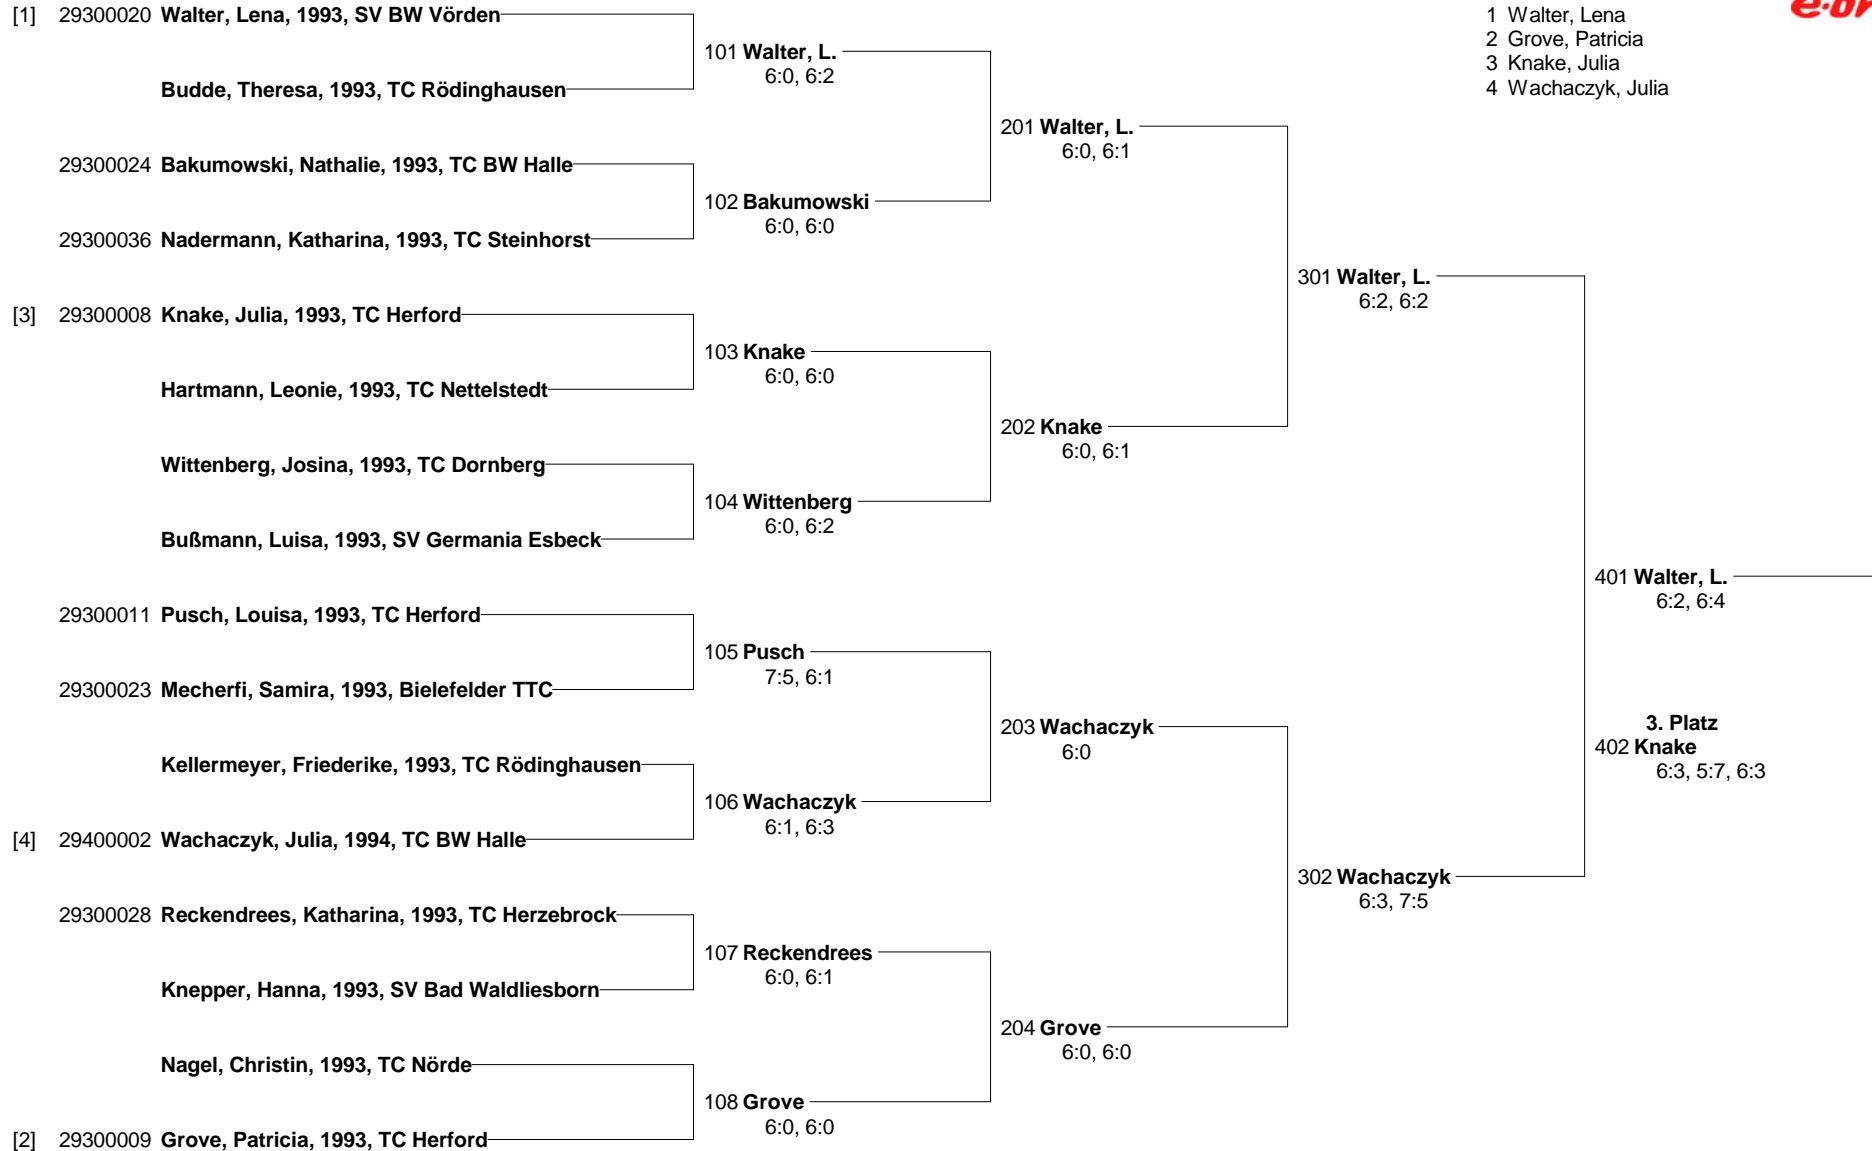 [1] 29300020 Walter, Lena, 1993, SV BW Vörden
1 Walter, Lena
2 Grove, Patricia
3 Knake, Julia
4 Wachaczyk, Julia
101 Walter, L.
6:0, 6:2
Budde, Theresa, 1993, TC Rödinghausen
201 Walter, L.
6:0, 6:1
29300024 Bakumowski, Nathalie, 1993, TC BW Halle
102 Bakumowski
6:0, 6:0
29300036 Nadermann, Katharina, 1993, TC Steinhorst
301 Walter, L.
6:2, 6:2
[3] 29300008 Knake, Julia, 1993, TC Herford
103 Knake
6:0, 6:0
Hartmann, Leonie, 1993, TC Nettelstedt
202 Knake
6:0, 6:1
Wittenberg, Josina, 1993, TC Dornberg
104 Wittenberg
6:0, 6:2
Bußmann, Luisa, 1993, SV Germania Esbeck
401 Walter, L.
6:2, 6:4
29300011 Pusch, Louisa, 1993, TC Herford
105 Pusch
7:5, 6:1
29300023 Mecherfi, Samira, 1993, Bielefelder TTC
203 Wachaczyk
6:0
3. Platz
402 Knake
6:3, 5:7, 6:3
Kellermeyer, Friederike, 1993, TC Rödinghausen
106 Wachaczyk
6:1, 6:3
[4] 29400002 Wachaczyk, Julia, 1994, TC BW Halle
302 Wachaczyk
6:3, 7:5
29300028 Reckendrees, Katharina, 1993, TC Herzebrock
107 Reckendrees
6:0, 6:1
Knepper, Hanna, 1993, SV Bad Waldliesborn
204 Grove
6:0, 6:0
Nagel, Christin, 1993, TC Nörde
108 Grove
6:0, 6:0
[2] 29300009 Grove, Patricia, 1993, TC Herford